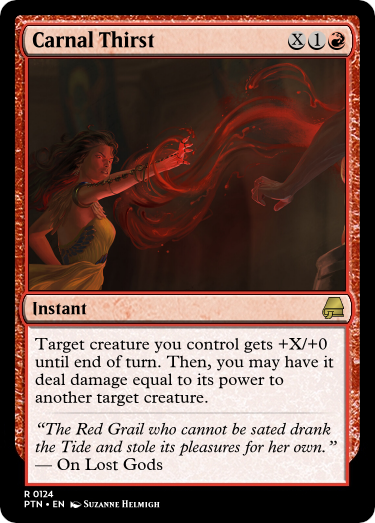 Carnal Thirst X 1
Instant
Target creature you control gets +X/+0
until end of turn. Then, you may have it
deal damage equal to its power to
another target creature.
“The Red Grail who cannot be sated drank
the Tide and stole its pleasures for her own.”
— On Lost Gods
R 0124
PTN • EN Suzanne Helmigh